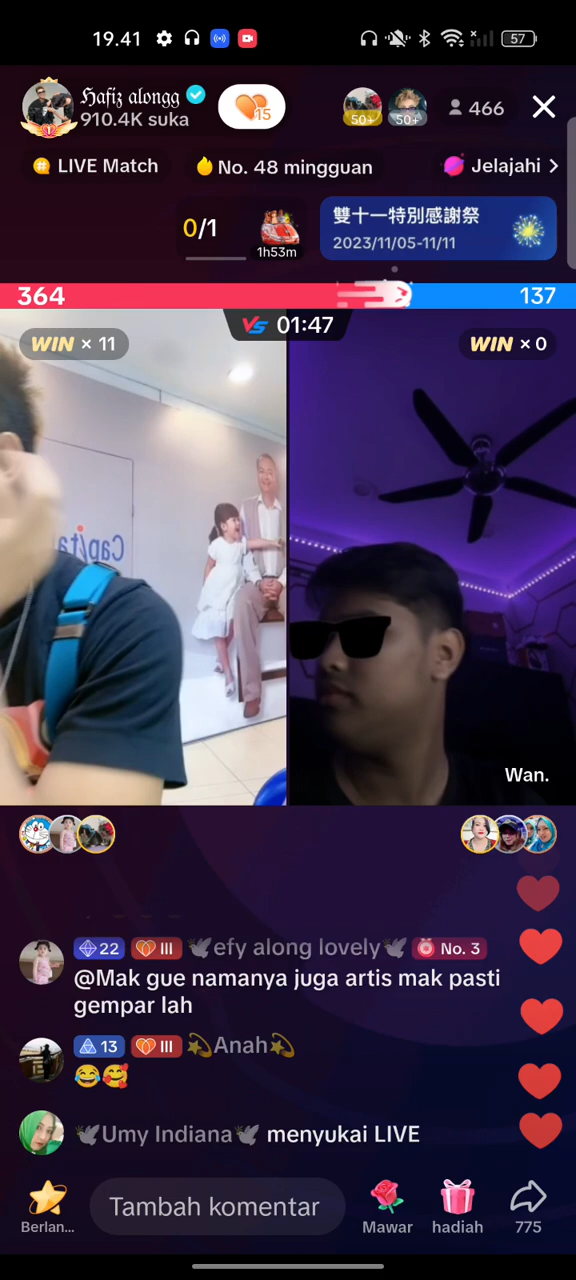 19.41
57
Hafiz alongg
910.4K suka
15
50+
50+
466
LIVE Match
No. 48 mingguan
Jelajahi
0/1
1h53m
雙十一特別感謝祭
2023/11/05-11/11
364
137
VS 01:47
WIN × 11
WIN × 0
Capita
Wan.
22 III 🕊efy along lovely🕊 No. 3
@Mak gue namanya juga artis mak pasti
gempar lah
13 III 💫Anah💫
😂🥰
🕊Umy Indiana🕊 menyukai LIVE
Berlan...
Tambah komentar
Mawar
hadiah
775